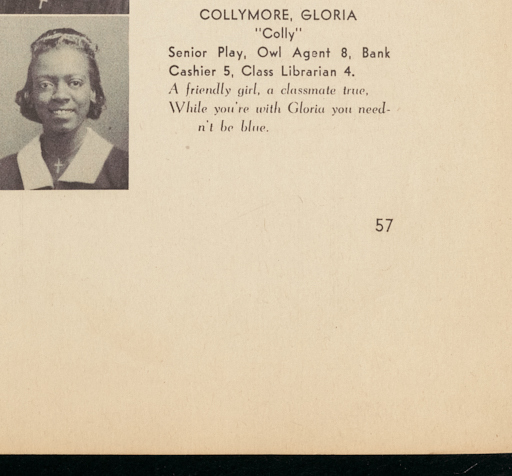 COLLYMORE, GLORIA
"Colly"
Senior Play, Owl Agent 8, Bank
Cashier 5, Class Librarian 4.
A friendly girl, a classmate true,
While you're with Gloria you need-
n't be blue.
57